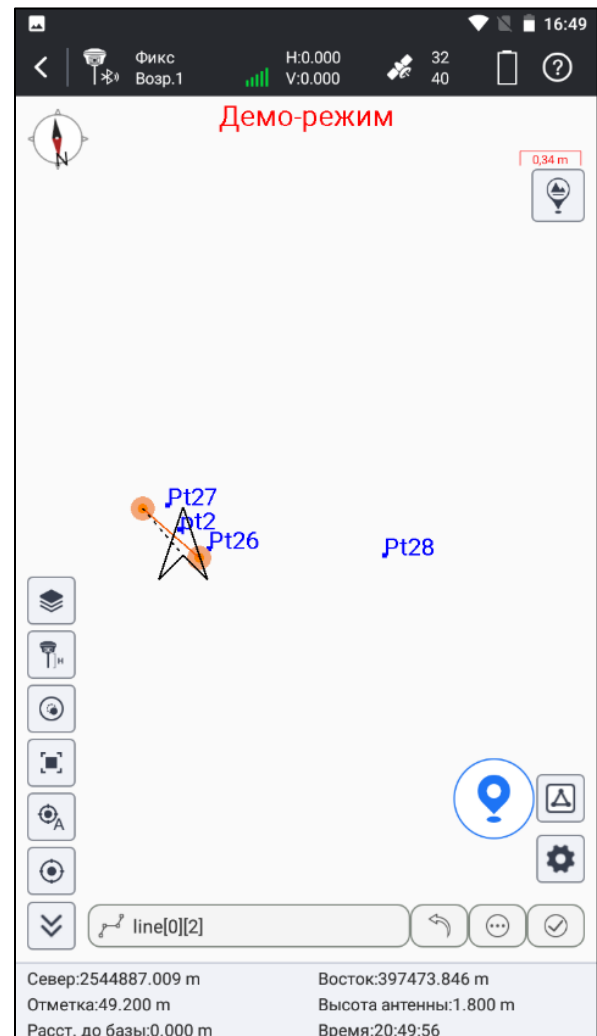 16:49
Фикс H:0.000 32
Возр.1 V:0.000 40
?
Демо-режим
N
0,34 m
Pt27
pt2
Pt26
Pt28
H
A
line[0][2]
Север:2544887.009 m Восток:397473.846 m
Отметка:49.200 m Высота антенны:1.800 m
Расст. до базы:0.000 m Время:20:49:56